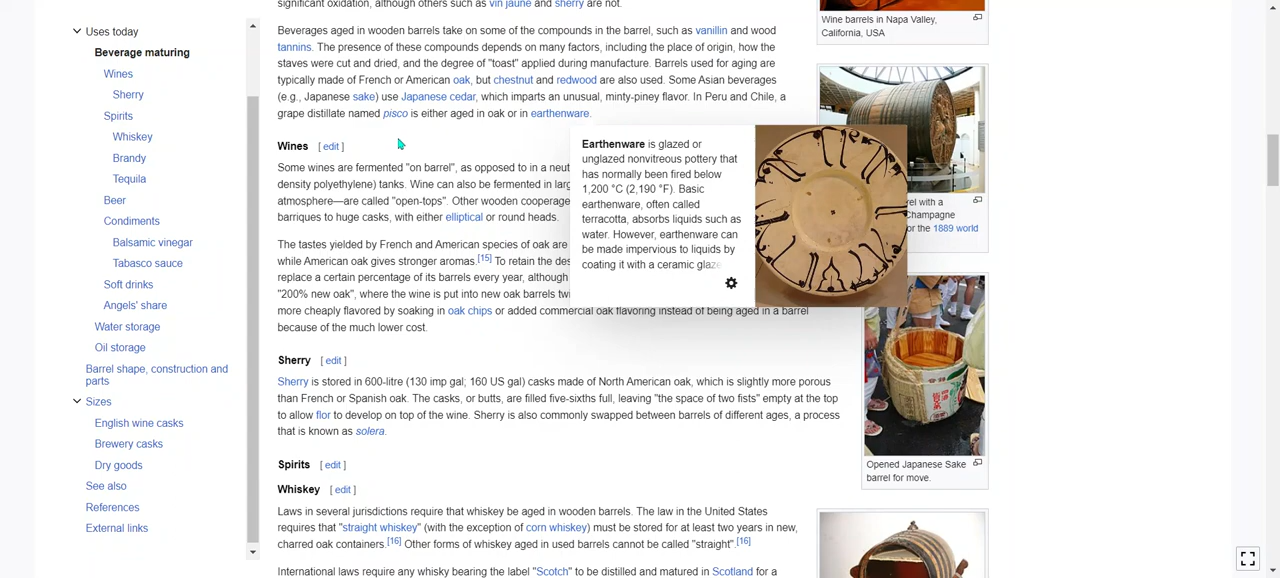 Uses today
Beverage maturing
Wines
Sherry
Spirits
Whiskey
Brandy
Tequila
Beer
Condiments
Balsamic vinegar
Tabasco sauce
Soft drinks
Angels' share
Water storage
Oil storage
Barrel shape, construction and
parts
Sizes
English wine casks
Brewery casks
Dry goods
See also
References
External links
significant oxidation, although others such as vin jaune and sherry are not.
Beverages aged in wooden barrels take on some of the compounds in the barrel, such as vanillin and wood
tannins. The presence of these compounds depends on many factors, including the place of origin, how the
staves were cut and dried, and the degree of "toast" applied during manufacture. Barrels used for aging are
typically made of French or American oak, but chestnut and redwood are also used. Some Asian beverages
(e.g., Japanese sake) use Japanese cedar, which imparts an unusual, minty-piney flavor. In Peru and Chile, a
grape distillate named pisco is either aged in oak or in earthenware.
Wines [ edit ]
Some wines are fermented "on barrel", as opposed to in a neut
density polyethylene) tanks. Wine can also be fermented in larg
atmosphere—are called "open-tops". Other wooden cooperage
barriques to huge casks, with either elliptical or round heads.
The tastes yielded by French and American species of oak are
while American oak gives stronger aromas.[15] To retain the des
replace a certain percentage of its barrels every year, although
"200% new oak", where the wine is put into new oak barrels twi
more cheaply flavored by soaking in oak chips or added commercial oak flavoring instead of being aged in a barrel
because of the much lower cost.
Sherry [ edit ]
Sherry is stored in 600-litre (130 imp gal; 160 US gal) casks made of North American oak, which is slightly more porous
than French or Spanish oak. The casks, or butts, are filled five-sixths full, leaving "the space of two fists" empty at the top
to allow flor to develop on top of the wine. Sherry is also commonly swapped between barrels of different ages, a process
that is known as solera.
Spirits [ edit ]
Whiskey [ edit ]
Laws in several jurisdictions require that whiskey be aged in wooden barrels. The law in the United States
requires that "straight whiskey" (with the exception of corn whiskey) must be stored for at least two years in new,
charred oak containers.[16] Other forms of whiskey aged in used barrels cannot be called "straight".[16]
International laws require any whisky bearing the label "Scotch" to be distilled and matured in Scotland for a
Earthenware is glazed or
unglazed nonvitreous pottery that
has normally been fired below
1,200 °C (2,190 °F). Basic
earthenware, often called
terracotta, absorbs liquids such as
water. However, earthenware can
be made impervious to liquids by
coating it with a ceramic glaze
Wine barrels in Napa Valley,
California, USA
rel with a
Champagne
or the 1889 world
Opened Japanese Sake
barrel for move.